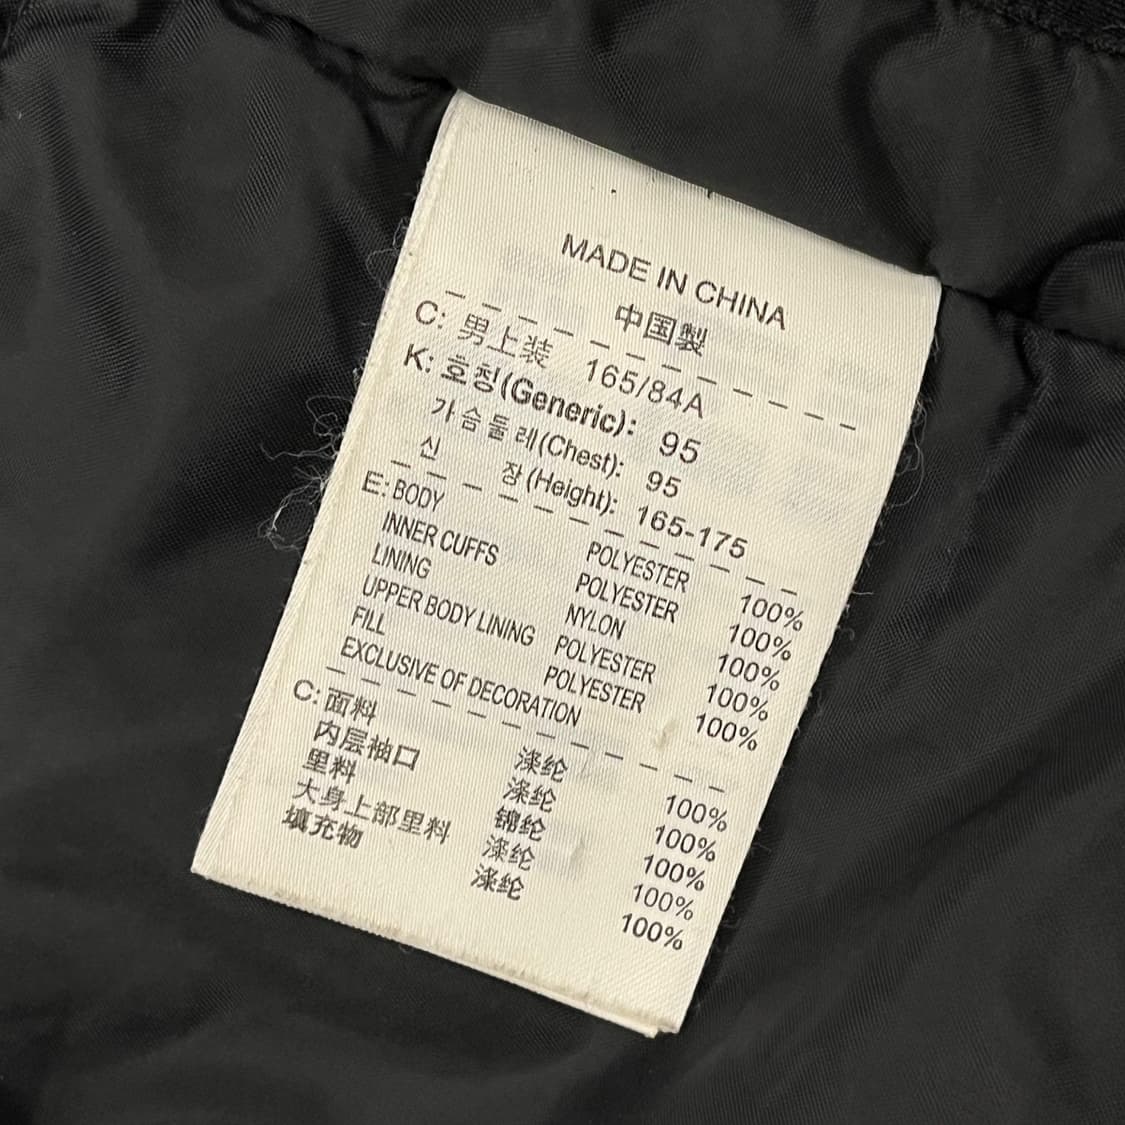 MADE IN CHINA
中国製
C: 男上装 165/84A
K: 호칭(Generic): 95
가슴둘레(Chest): 95
신 장(Height): 165-175
E: BODY POLYESTER 100%
INNER CUFFS POLYESTER 100%
LINING NYLON 100%
UPPER BODY LINING POLYESTER 100%
FILL POLYESTER 100%
EXCLUSIVE OF DECORATION
C: 面料 涤纶 100%
内层袖口 涤纶 100%
里料 锦纶 100%
大身上部里料 涤纶 100%
填充物 涤纶 100%